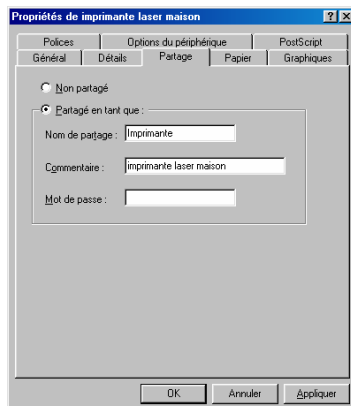 Propriétés de imprimante laser maison
Polices Options du périphérique PostScript
Général Détails Partage Papier Graphiques
Non partagé
Partagé en tant que :
Nom de partage : Imprimante
Commentaire : imprimante laser maison
Mot de passe :
OK Annuler Appliquer